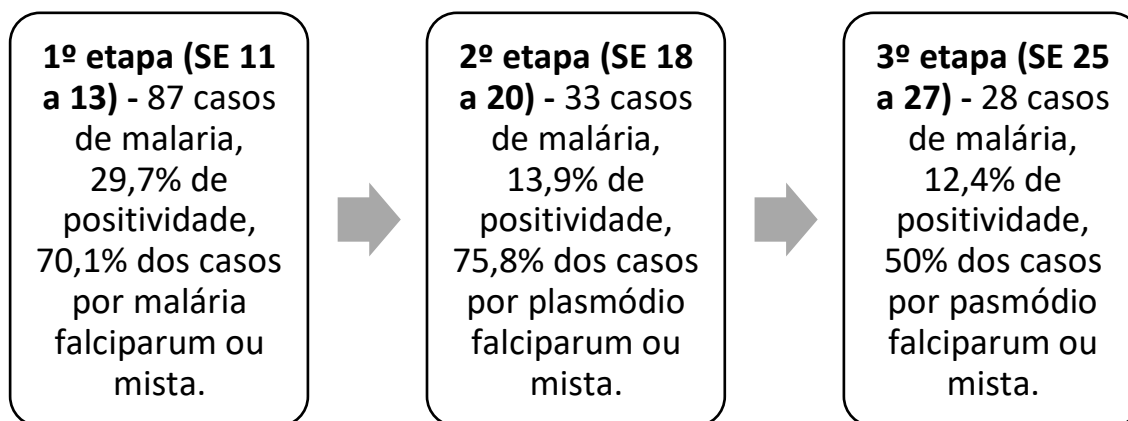 1º etapa (SE 11
a 13) - 87 casos
de malaria,
29,7% de
positividade,
70,1% dos casos
por malária
falciparum ou
mista.
2º etapa (SE 18
a 20) - 33 casos
de malária,
13,9% de
positividade,
75,8% dos casos
por plasmódio
falciparum ou
mista.
3º etapa (SE 25
a 27) - 28 casos
de malária,
12,4% de
positividade,
50% dos casos
por pasmódio
falciparum ou
mista.